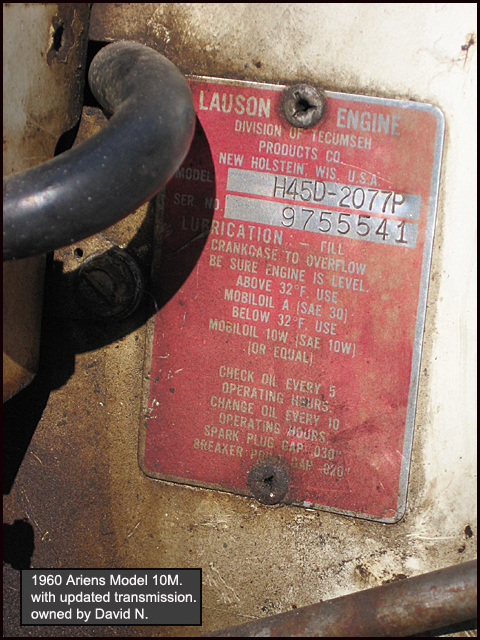 LAUSON ENGINE
DIVISION OF TECUMSEH
PRODUCTS CO.
NEW HOLSTEIN, WIS. U.S.A.
MODEL H45D-2077P
SER. NO. 9755541
LUBRICATION: — FILL
CRANKCASE TO OVERFLOW
BE SURE ENGINE IS LEVEL.
ABOVE 32°F. USE
MOBILOIL A (SAE 30)
BELOW 32°F. USE
MOBILOIL 10W (SAE 10W)
(OR EQUAL)
CHECK OIL EVERY 5
OPERATING HOURS.
CHANGE OIL EVERY 10
OPERATING HOURS
SPARK PLUG GAP .030"
BREAKER POINT GAP .020"
1960 Ariens Model 10M.
with updated transmission.
owned by David N.